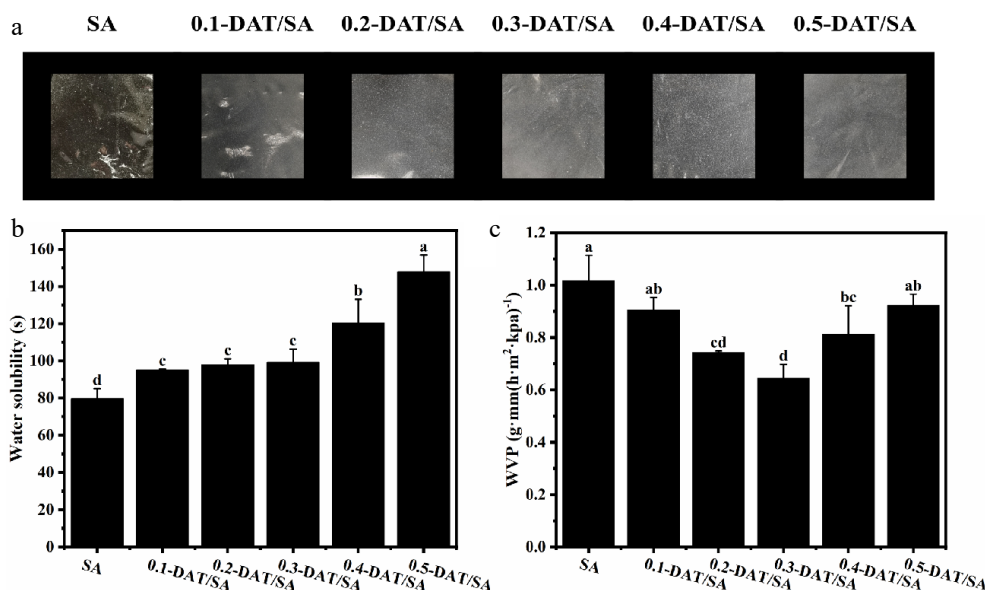 a
SA 0.1-DAT/SA 0.2-DAT/SA 0.3-DAT/SA 0.4-DAT/SA 0.5-DAT/SA
b
Water solubility (s)
160
140
120
100
80
60
40
20
0
d
c
c
c
b
a
SA
0.1-DAT/SA
0.2-DAT/SA
0.3-DAT/SA
0.4-DAT/SA
0.5-DAT/SA
c
WVP (g·mm(h·m²·kpa)⁻¹
1.2
1.0
0.8
0.6
0.4
0.2
0.0
a
ab
cd
d
bc
ab
SA
0.1-DAT/SA
0.2-DAT/SA
0.3-DAT/SA
0.4-DAT/SA
0.5-DAT/SA